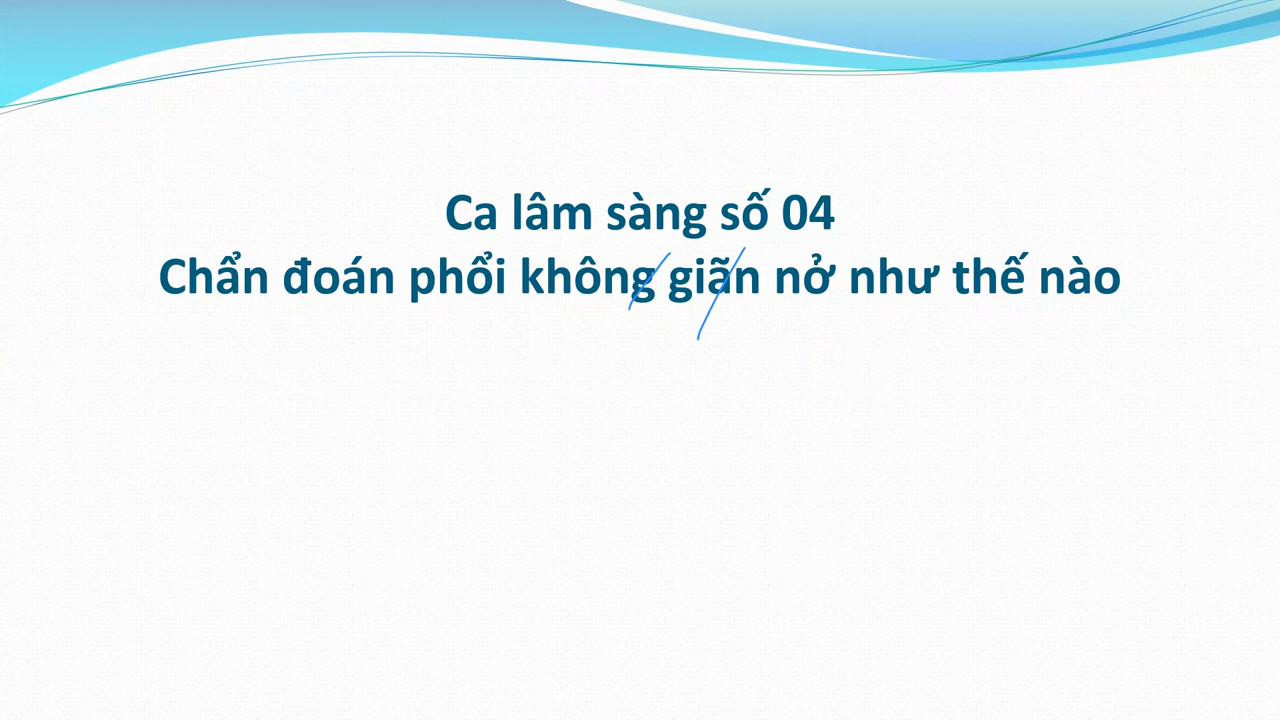 Ca lâm sàng số 04
Chẩn đoán phổi không giãn nở như thế nào